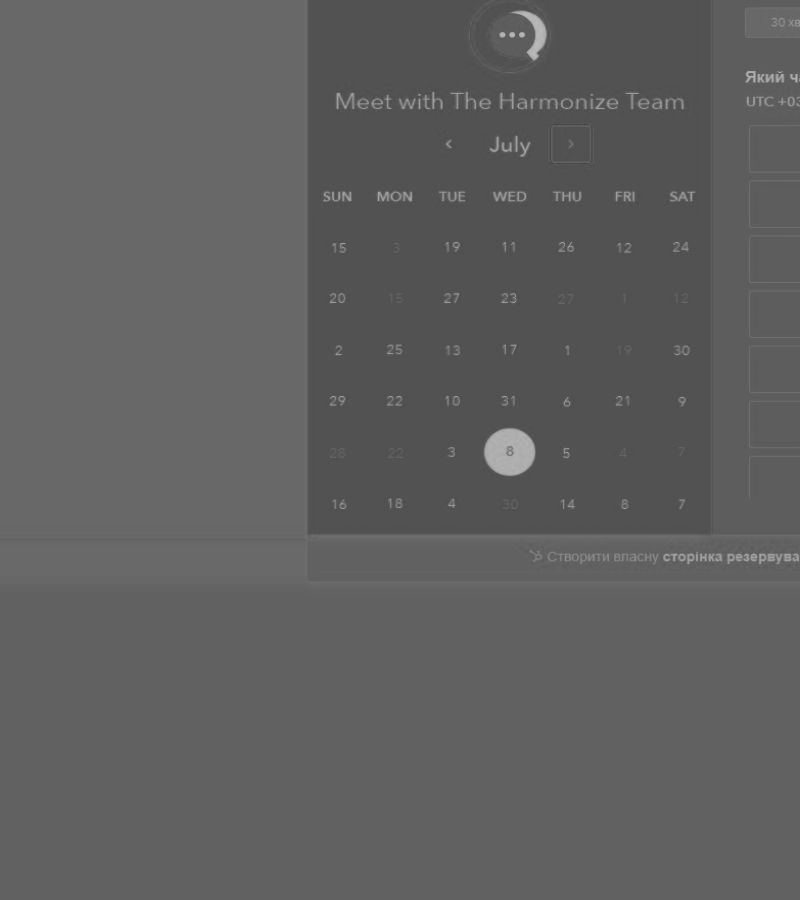 30 хв
Meet with The Harmonize Team
Який ча
UTC +03
July
SUN MON TUE WED THU FRI SAT
15 3 19 11 26 12 24
20 15 27 23 27 1 12
2 25 13 17 1 19 30
29 22 10 31 6 21 9
28 22 3 8 5 4 7
16 18 4 30 14 8 7
Створити власну сторінка резервува